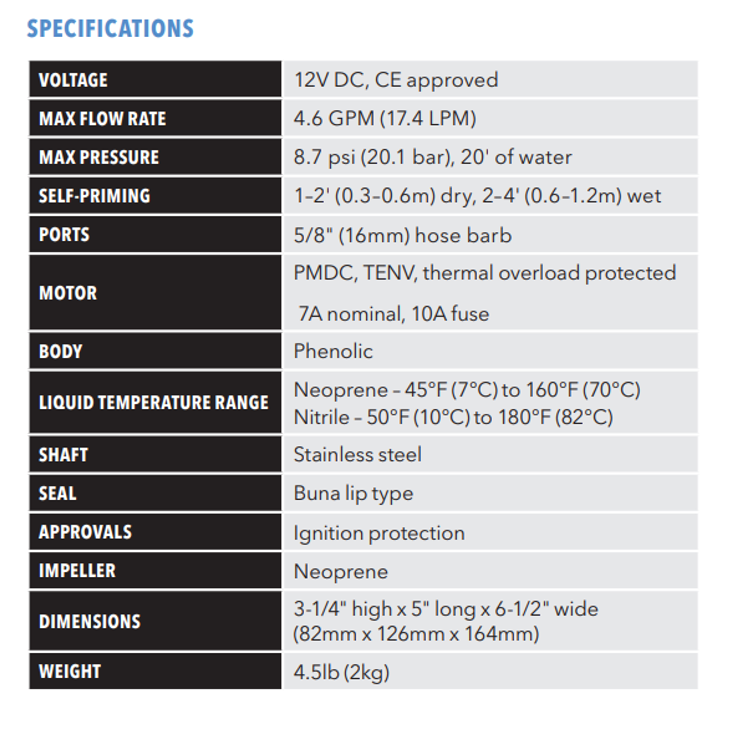 SPECIFICATIONS
VOLTAGE 12V DC, CE approved
MAX FLOW RATE 4.6 GPM (17.4 LPM)
MAX PRESSURE 8.7 psi (20.1 bar), 20' of water
SELF-PRIMING 1–2' (0.3–0.6m) dry, 2–4' (0.6–1.2m) wet
PORTS 5/8" (16mm) hose barb
MOTOR PMDC, TENV, thermal overload protected
7A nominal, 10A fuse
BODY Phenolic
LIQUID TEMPERATURE RANGE Neoprene – 45°F (7°C) to 160°F (70°C)
Nitrile – 50°F (10°C) to 180°F (82°C)
SHAFT Stainless steel
SEAL Buna lip type
APPROVALS Ignition protection
IMPELLER Neoprene
DIMENSIONS 3-1/4" high x 5" long x 6-1/2" wide
(82mm x 126mm x 164mm)
WEIGHT 4.5lb (2kg)